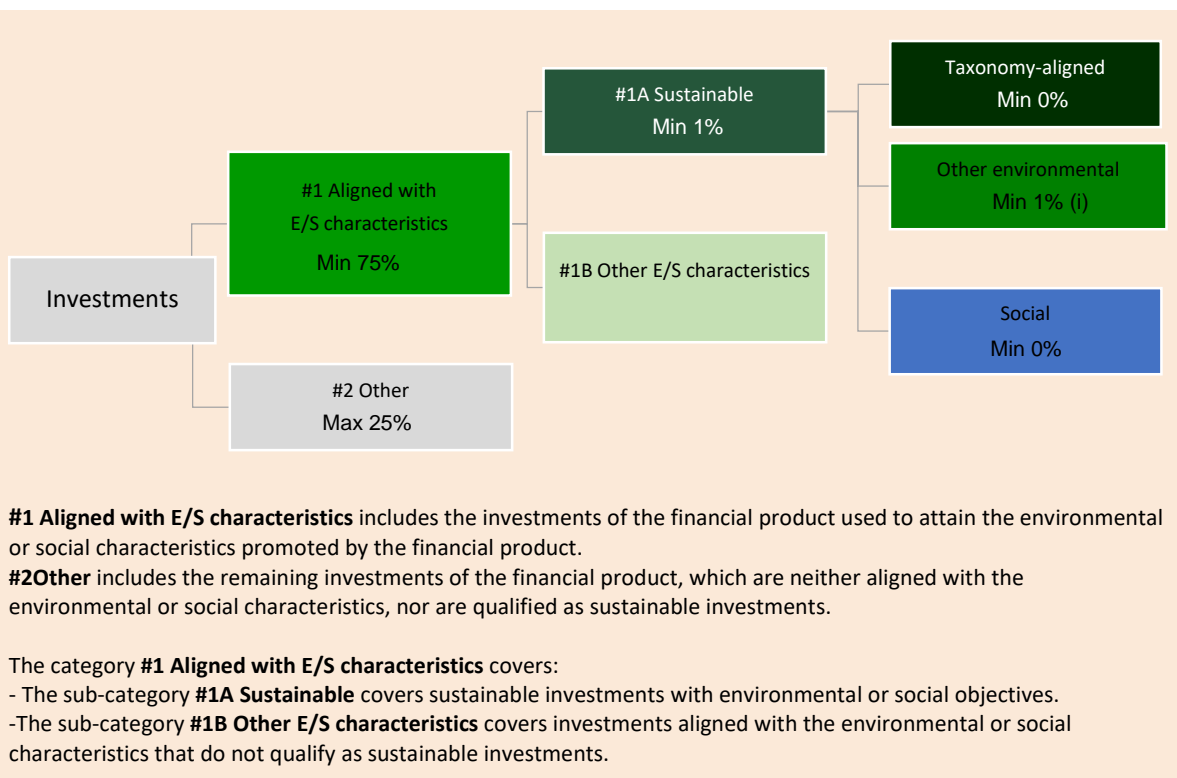 Investments
#1 Aligned with
E/S characteristics
Min 75%
#2 Other
Max 25%
#1A Sustainable
Min 1%
#1B Other E/S characteristics
Taxonomy-aligned
Min 0%
Other environmental
Min 1% (i)
Social
Min 0%
#1 Aligned with E/S characteristics includes the investments of the financial product used to attain the environmental
or social characteristics promoted by the financial product.
#2Other includes the remaining investments of the financial product, which are neither aligned with the
environmental or social characteristics, nor are qualified as sustainable investments.
The category #1 Aligned with E/S characteristics covers:
- The sub-category #1A Sustainable covers sustainable investments with environmental or social objectives.
-The sub-category #1B Other E/S characteristics covers investments aligned with the environmental or social
characteristics that do not qualify as sustainable investments.